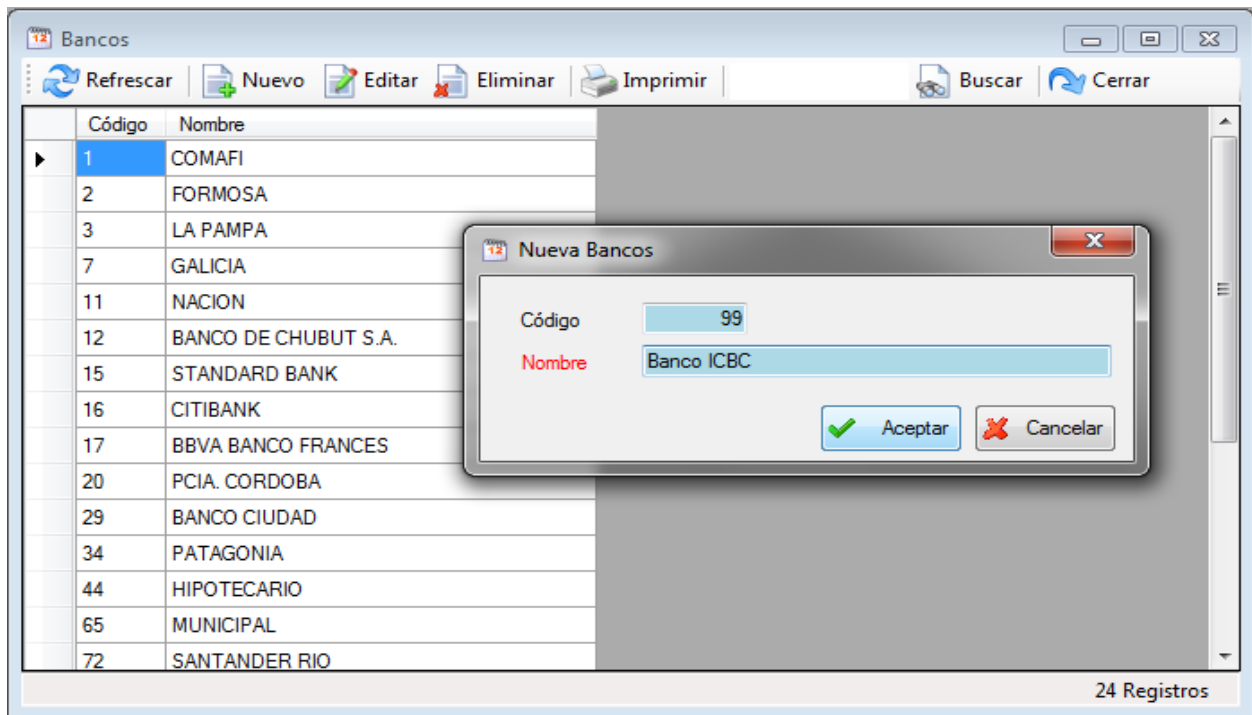 Bancos
Refrescar Nuevo Editar Eliminar Imprimir Buscar Cerrar
Código Nombre
1 COMAFI
2 FORMOSA
3 LA PAMPA
7 GALICIA
11 NACION
12 BANCO DE CHUBUT S.A.
15 STANDARD BANK
16 CITIBANK
17 BBVA BANCO FRANCES
20 PCIA. CORDOBA
29 BANCO CIUDAD
34 PATAGONIA
44 HIPOTECARIO
65 MUNICIPAL
72 SANTANDER RIO
Nueva Bancos
Código 99
Nombre Banco ICBC
Aceptar Cancelar
24 Registros